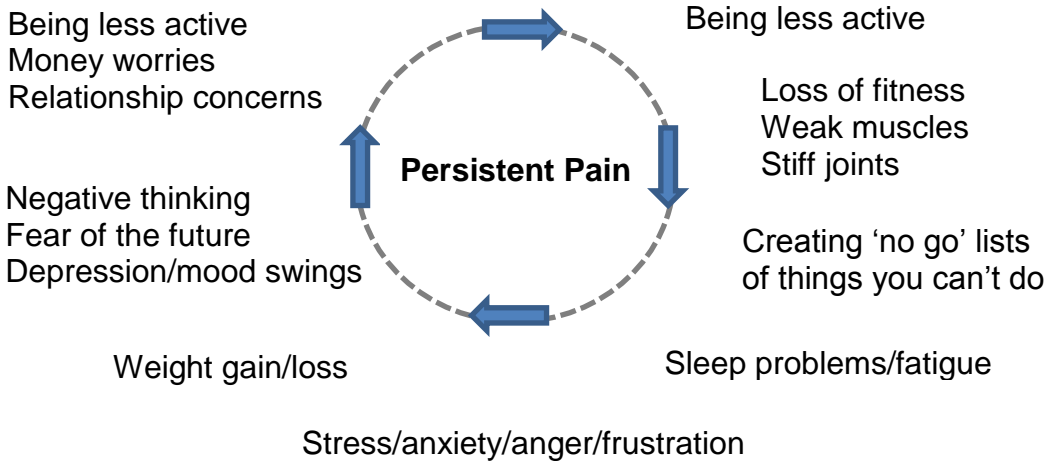 Being less active
Money worries
Relationship concerns
Being less active
Loss of fitness
Weak muscles
Stiff joints
Persistent Pain
Negative thinking
Fear of the future
Depression/mood swings
Creating ‘no go’ lists
of things you can’t do
Weight gain/loss
Sleep problems/fatigue
Stress/anxiety/anger/frustration